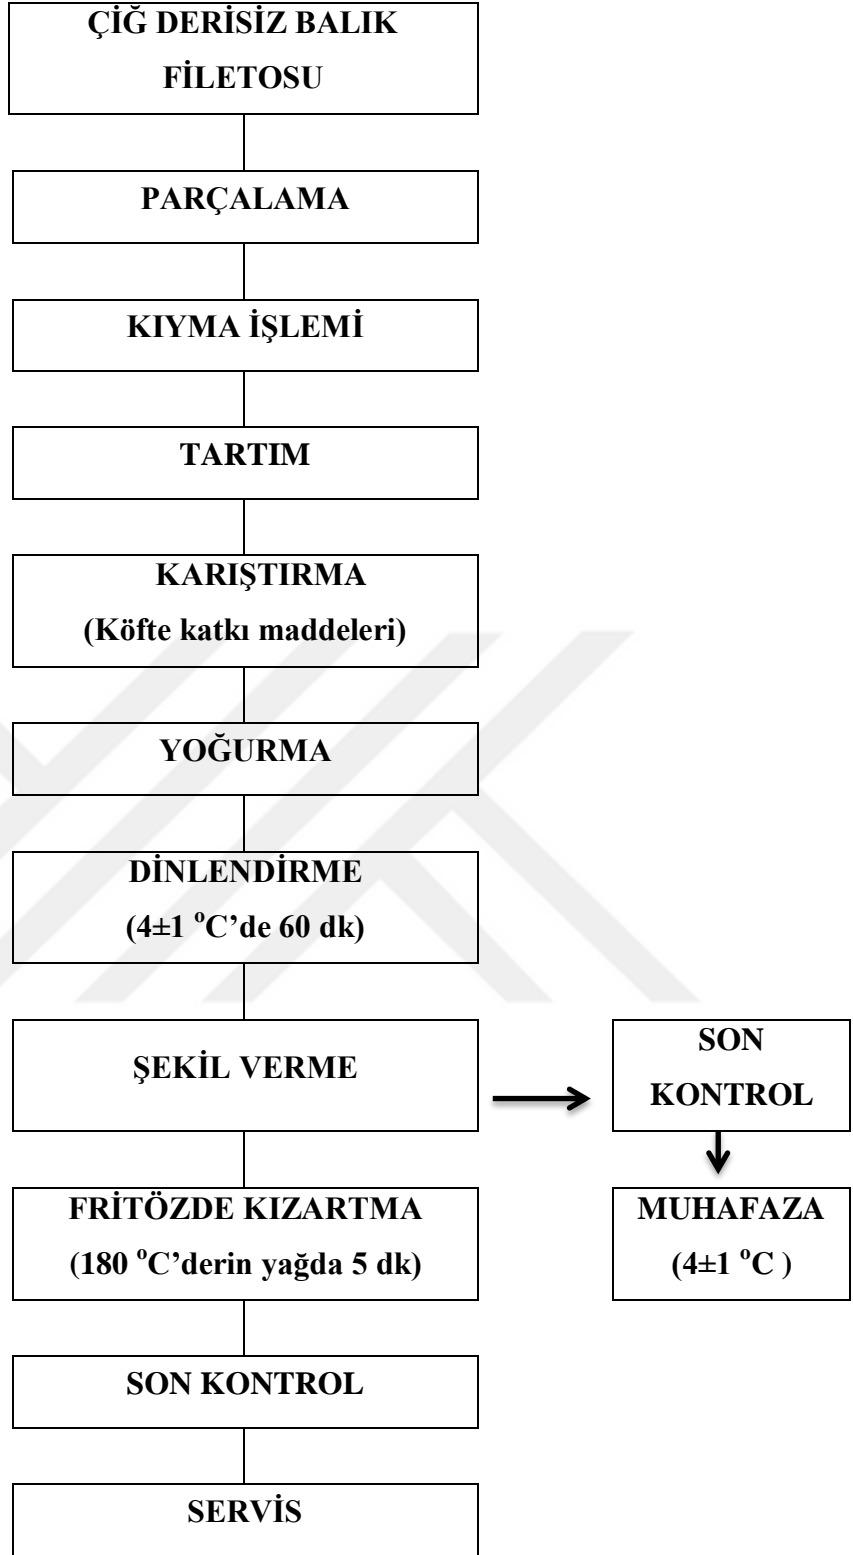 ÇİĞ DERİSİZ BALIK
FİLETOSU
PARÇALAMA
KIYMA İŞLEMİ
TARTIM
KARIŞTIRMA
(Köfte katkı maddeleri)
YOĞURMA
DİNLENDİRME
(4±1 °C’de 60 dk)
ŞEKİL VERME
SON
KONTROL
FRİTÖZDE KIZARTMA
(180 °C’derin yağda 5 dk)
MUHAFAZA
(4±1 °C )
SON KONTROL
SERVİS